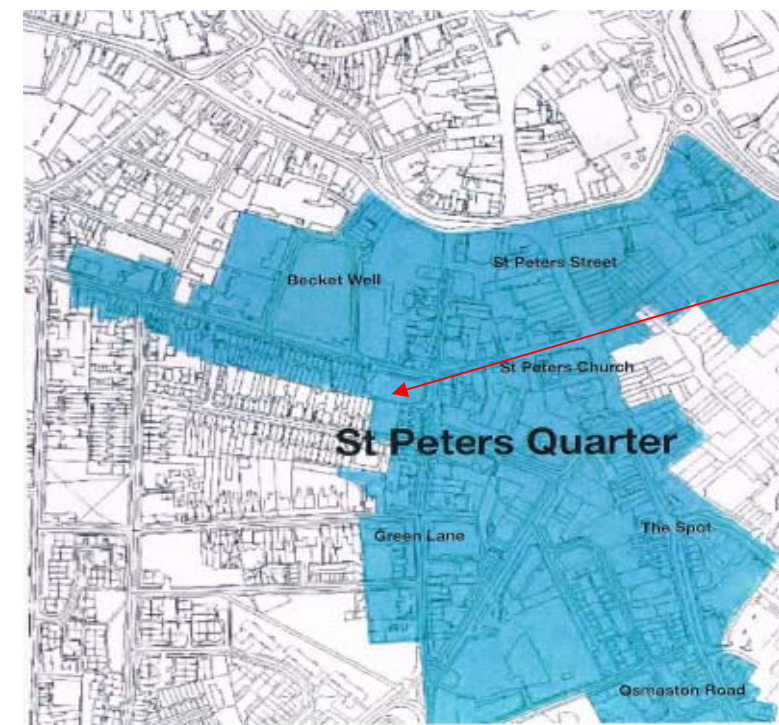 St Peters Street
Becket Well
St Peters Church
St Peters Quarter
The Spot
Green Lane
Osmaston Road